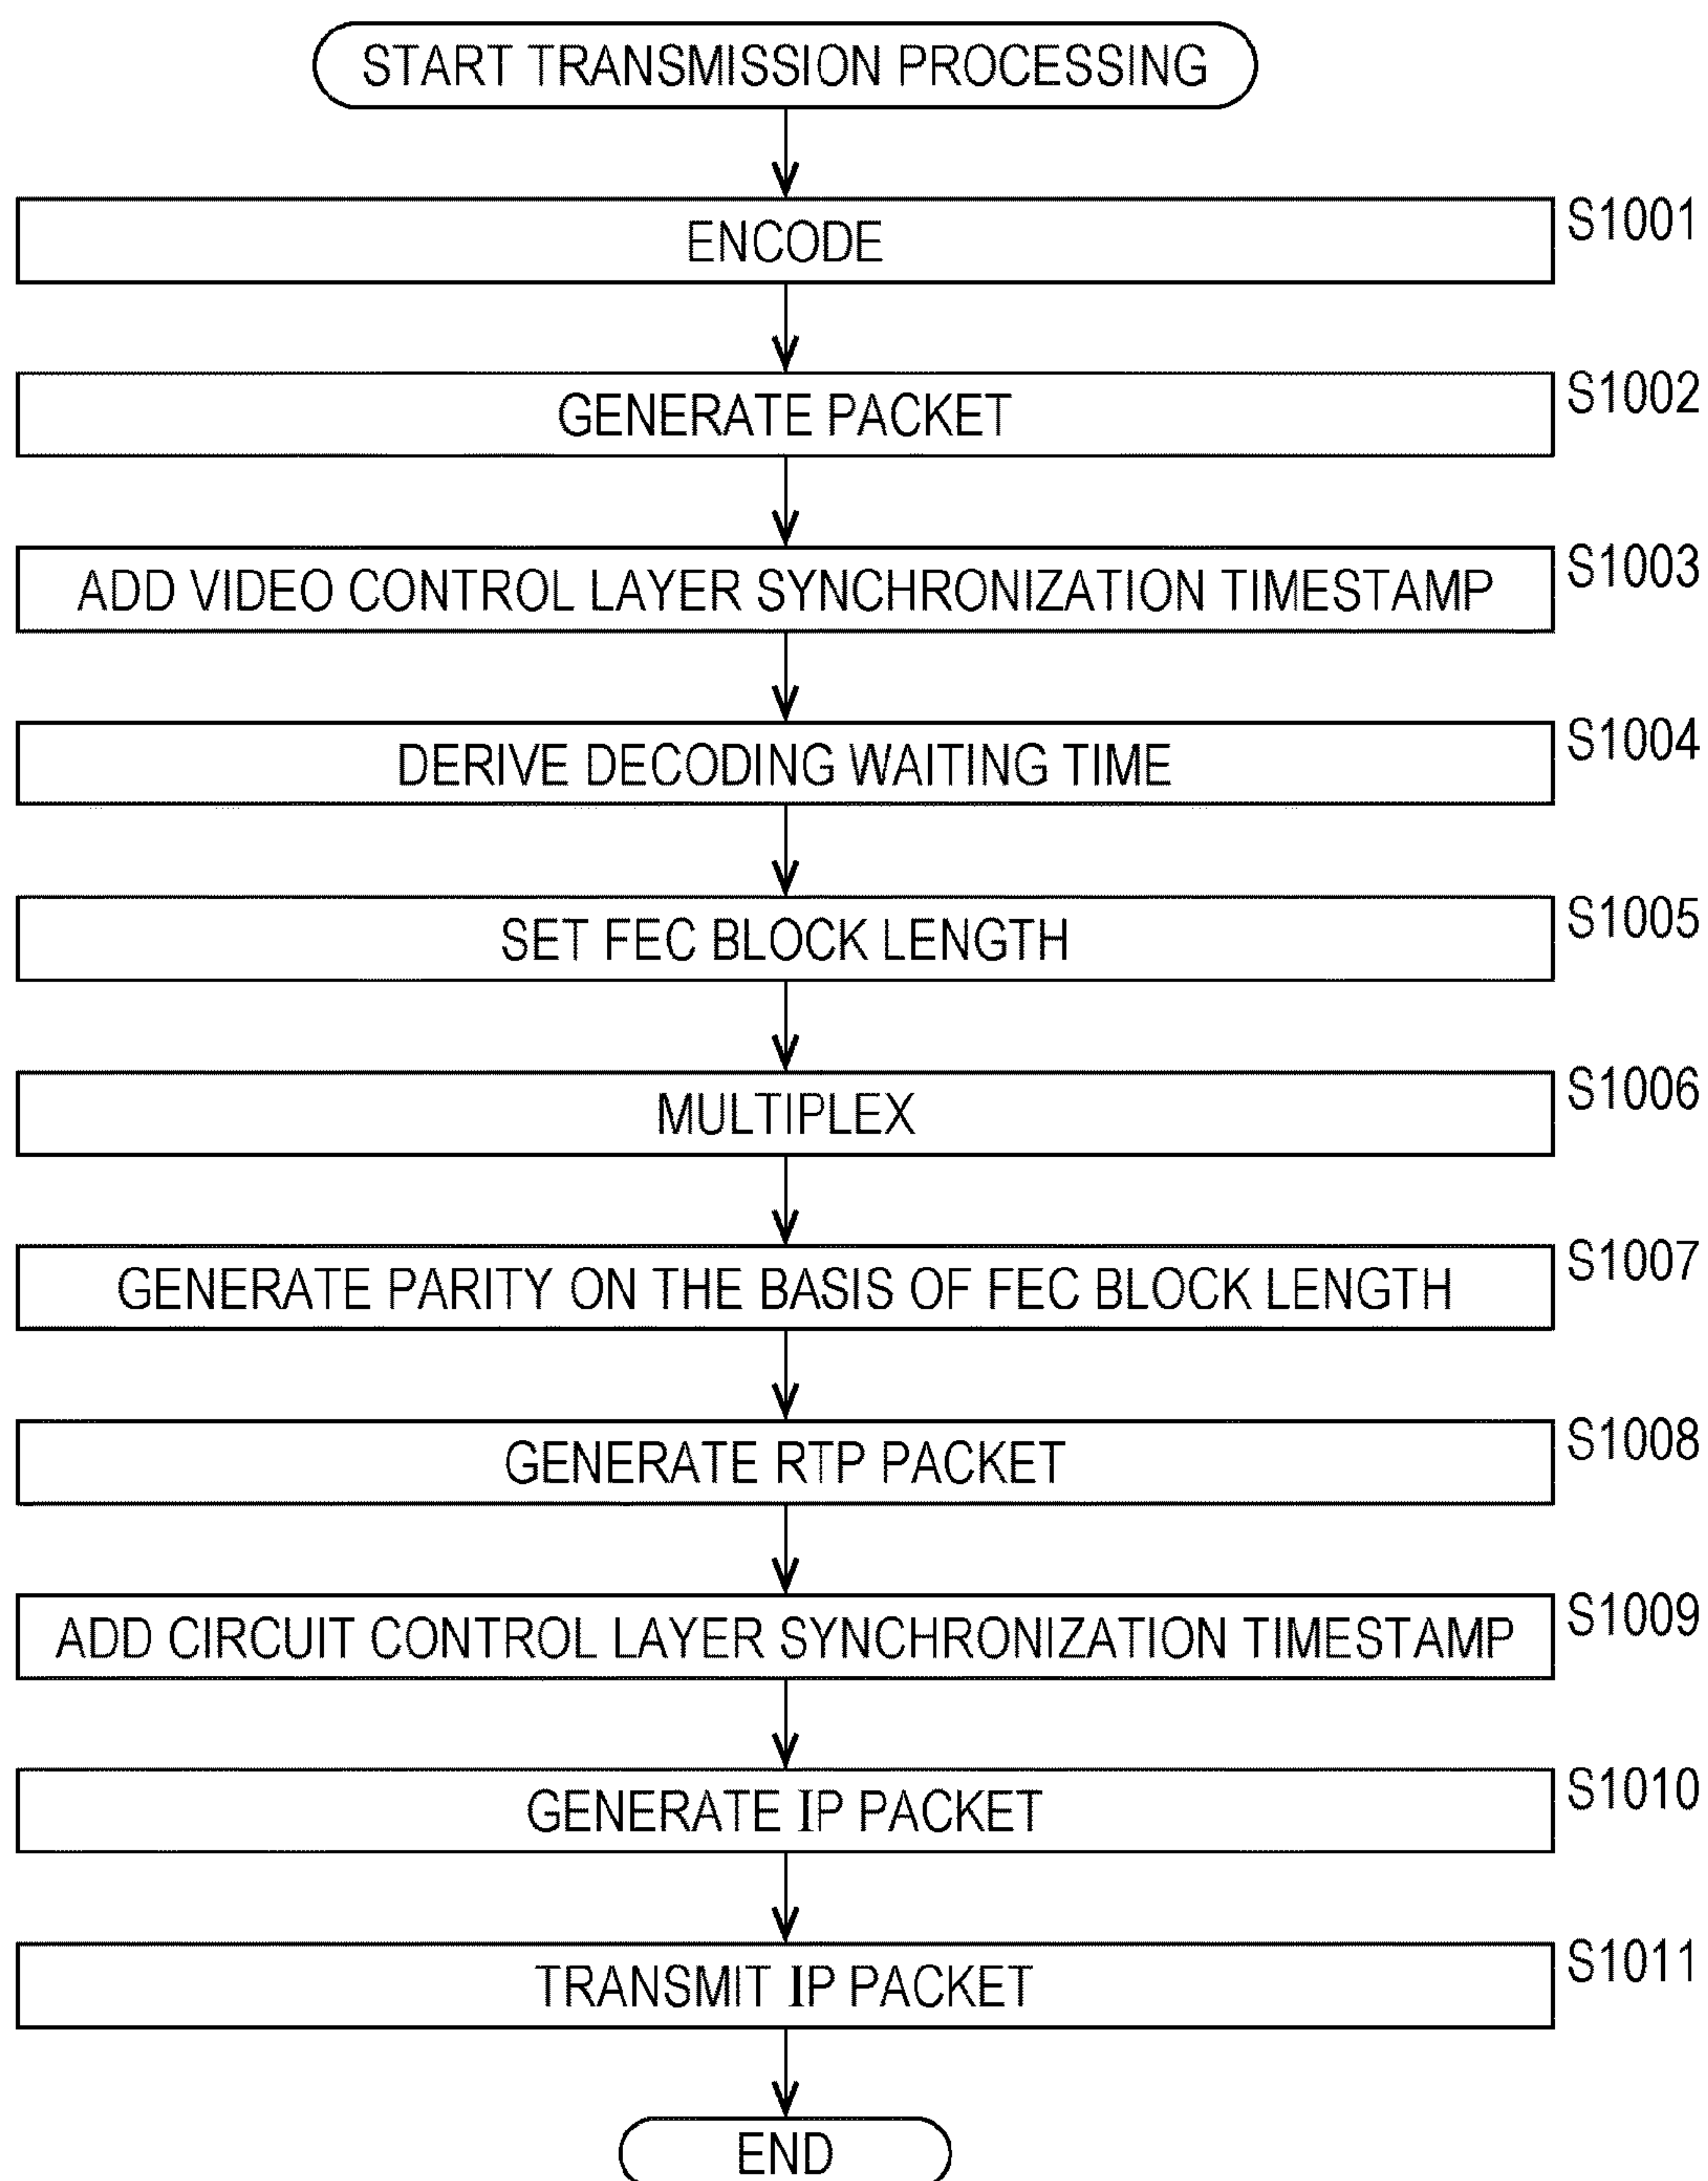 START TRANSMISSION PROCESSING
ENCODE
S1001
GENERATE PACKET
S1002
ADD VIDEO CONTROL LAYER SYNCHRONIZATION TIMESTAMP
S1003
DERIVE DECODING WAITING TIME
S1004
SET FEC BLOCK LENGTH
S1005
MULTIPLEX
S1006
GENERATE PARITY ON THE BASIS OF FEC BLOCK LENGTH
S1007
GENERATE RTP PACKET
S1008
ADD CIRCUIT CONTROL LAYER SYNCHRONIZATION TIMESTAMP
S1009
GENERATE IP PACKET
S1010
TRANSMIT IP PACKET
S1011
END